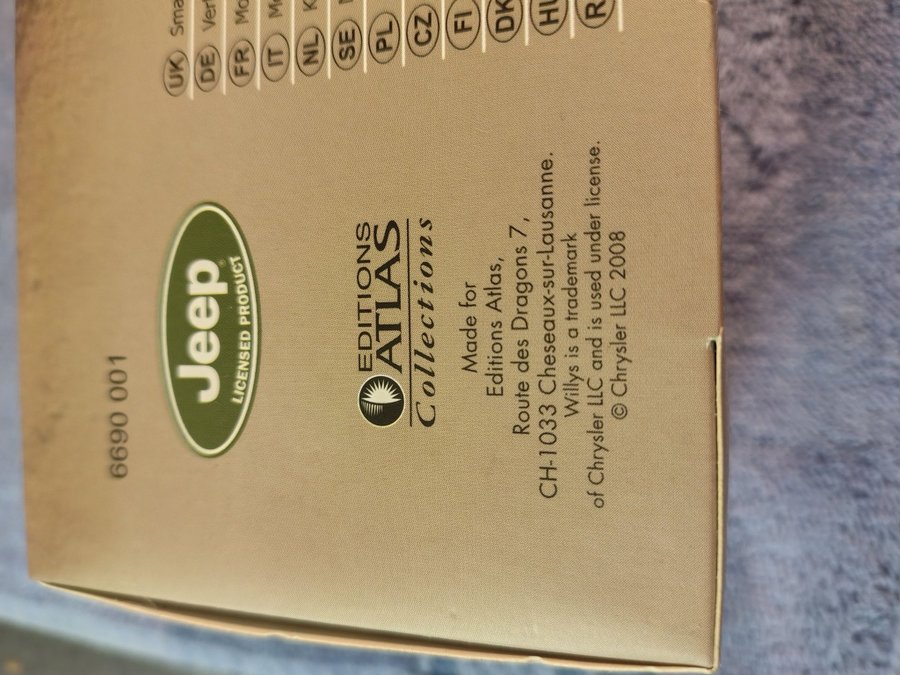 6690 001
Jeep
LICENSED PRODUCT
EDITIONS
ATLAS
Collections
Made for
Editions Atlas,
Route des Dragons 7,
CH-1033 Cheseaux-sur-Lausanne.
Willys is a trademark
of Chrysler LLC and is used under license.
© Chrysler LLC 2008
UK
DE
FR
IT
NL
SE
PL
CZ
FI
DK